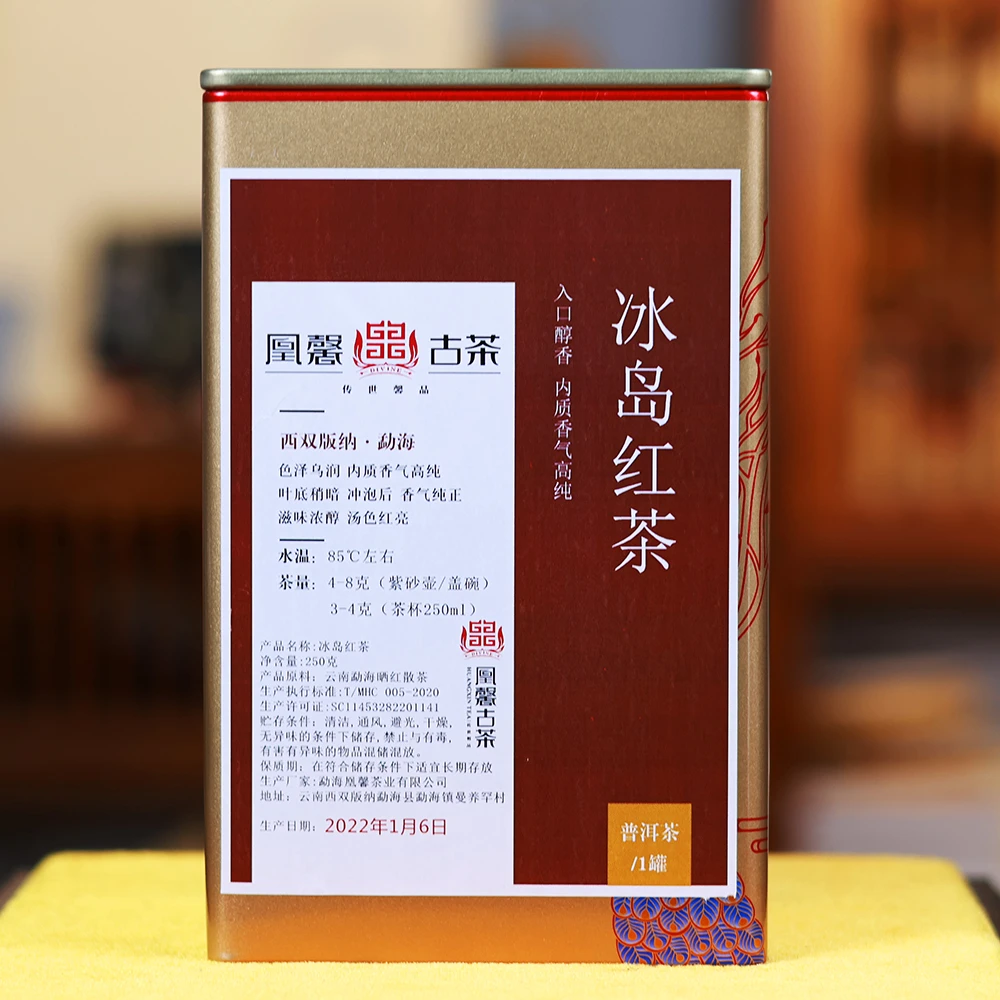 冰岛红茶
入口醇香 内质香气高纯
凰馨 古茶
DIVINE
传世馨品
西双版纳·勐海
色泽乌润 内质香气高纯
叶底稍暗 冲泡后 香气纯正
滋味浓醇 汤色红亮
水温：85℃左右
茶量：4-8克（紫砂壶/盖碗）
3-4克（茶杯250ml）
产品名称:冰岛红茶
净含量:250克
产品原料：云南勐海晒红散茶
生产执行标准:T/MHC 005-2020
生产许可证:SC11453282201141
贮存条件：清洁,通风,避光,干燥,
无异味的条件下储存,禁止与有毒,
有害有异味的物品混储混放。
保质期：在符合储存条件下适宜长期存放
生产厂家:勐海凰馨茶业有限公司
地址：云南西双版纳勐海县勐海镇曼养罕村
生产日期：2022年1月6日
DIVINE
凰馨古茶
HUANGXIN TEA
普洱茶
/1罐